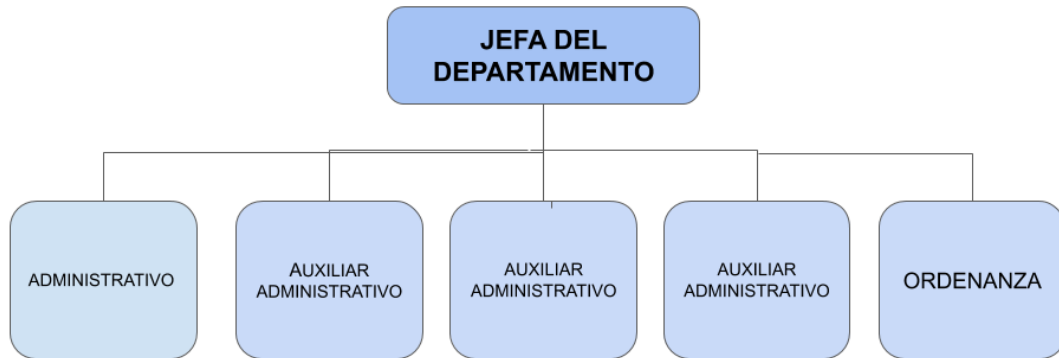 JEFA DEL
DEPARTAMENTO
ADMINISTRATIVO
AUXILIAR
ADMINISTRATIVO
AUXILIAR
ADMINISTRATIVO
AUXILIAR
ADMINISTRATIVO
ORDENANZA